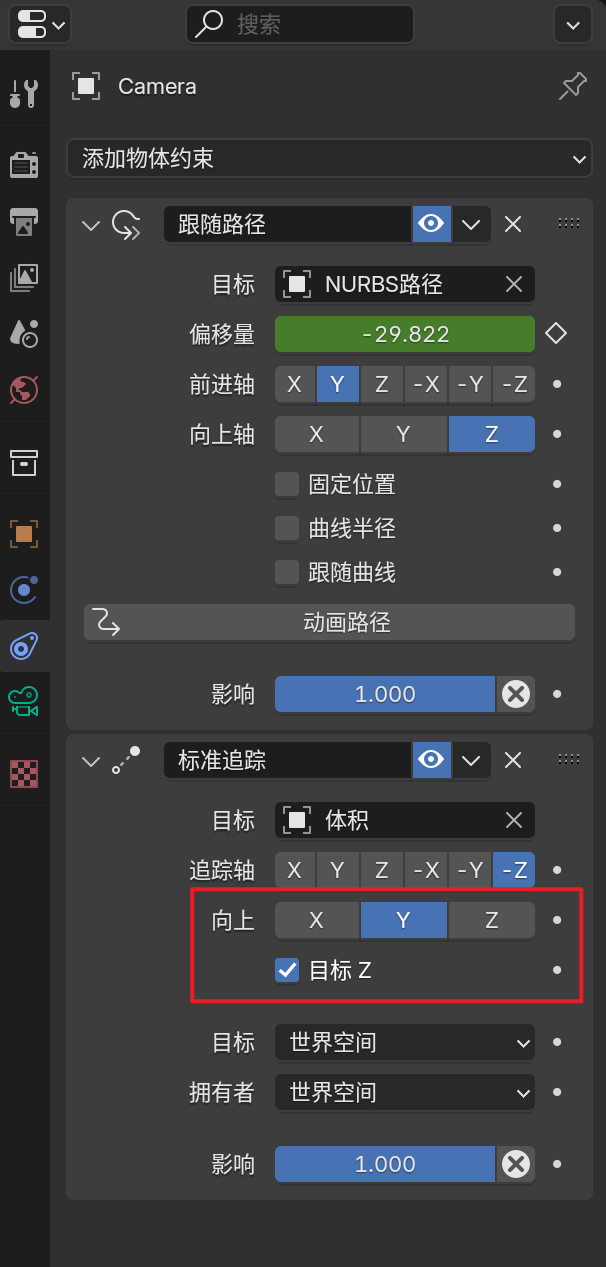 搜索
Camera
添加物体约束
跟随路径
目标 NURBS路径
偏移量 -29.822
前进轴 X Y Z -X -Y -Z
向上轴 X Y Z
固定位置
曲线半径
跟随曲线
动画路径
影响 1.000
标准追踪
目标 体积
追踪轴 X Y Z -X -Y -Z
向上 X Y Z
目标 Z
目标 世界空间
拥有者 世界空间
影响 1.000